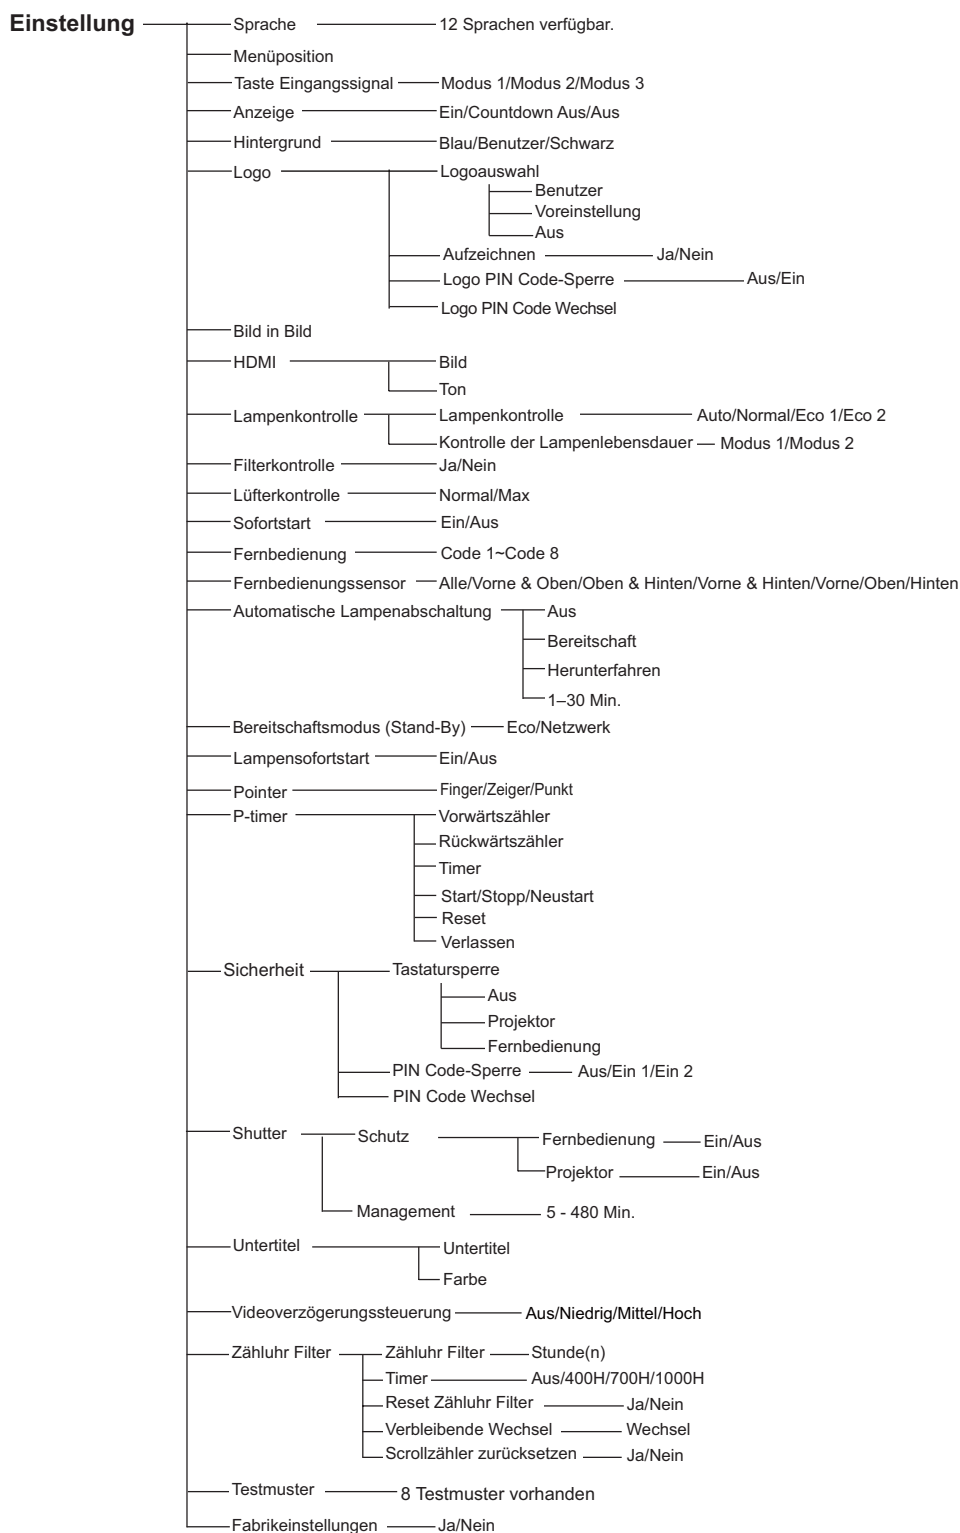 Einstellung Sprache 12 Sprachen verfügbar.
Menüposition
Taste Eingangssignal Modus 1/Modus 2/Modus 3
Anzeige Ein/Countdown Aus/Aus
Hintergrund Blau/Benutzer/Schwarz
Logo Logoauswahl
Benutzer
Voreinstellung
Aus
Aufzeichnen Ja/Nein
Logo PIN Code-Sperre Aus/Ein
Logo PIN Code Wechsel
Bild in Bild
HDMI Bild
Ton
Lampenkontrolle Lampenkontrolle Auto/Normal/Eco 1/Eco 2
Kontrolle der Lampenlebensdauer Modus 1/Modus 2
Filterkontrolle Ja/Nein
Lüfterkontrolle Normal/Max
Sofortstart Ein/Aus
Fernbedienung Code 1~Code 8
Fernbedienungssensor Alle/Vorne & Oben/Oben & Hinten/Vorne & Hinten/Vorne/Oben/Hinten
Automatische Lampenabschaltung Aus
Bereitschaft
Herunterfahren
1–30 Min.
Bereitschaftsmodus (Stand-By) Eco/Netzwerk
Lampensofortstart Ein/Aus
Pointer Finger/Zeiger/Punkt
P-timer Vorwärtszähler
Rückwärtszähler
Timer
Start/Stopp/Neustart
Reset
Verlassen
Sicherheit Tastatursperre
Aus
Projektor
Fernbedienung
PIN Code-Sperre Aus/Ein 1/Ein 2
PIN Code Wechsel
Shutter Schutz Fernbedienung Ein/Aus
Projektor Ein/Aus
Management 5 - 480 Min.
Untertitel Untertitel
Farbe
Videoverzögerungssteuerung Aus/Niedrig/Mittel/Hoch
Zähluhr Filter Zähluhr Filter Stunde(n)
Timer Aus/400H/700H/1000H
Reset Zähluhr Filter Ja/Nein
Verbleibende Wechsel Wechsel
Scrollzähler zurücksetzen Ja/Nein
Testmuster 8 Testmuster vorhanden
Fabrikeinstellungen Ja/Nein